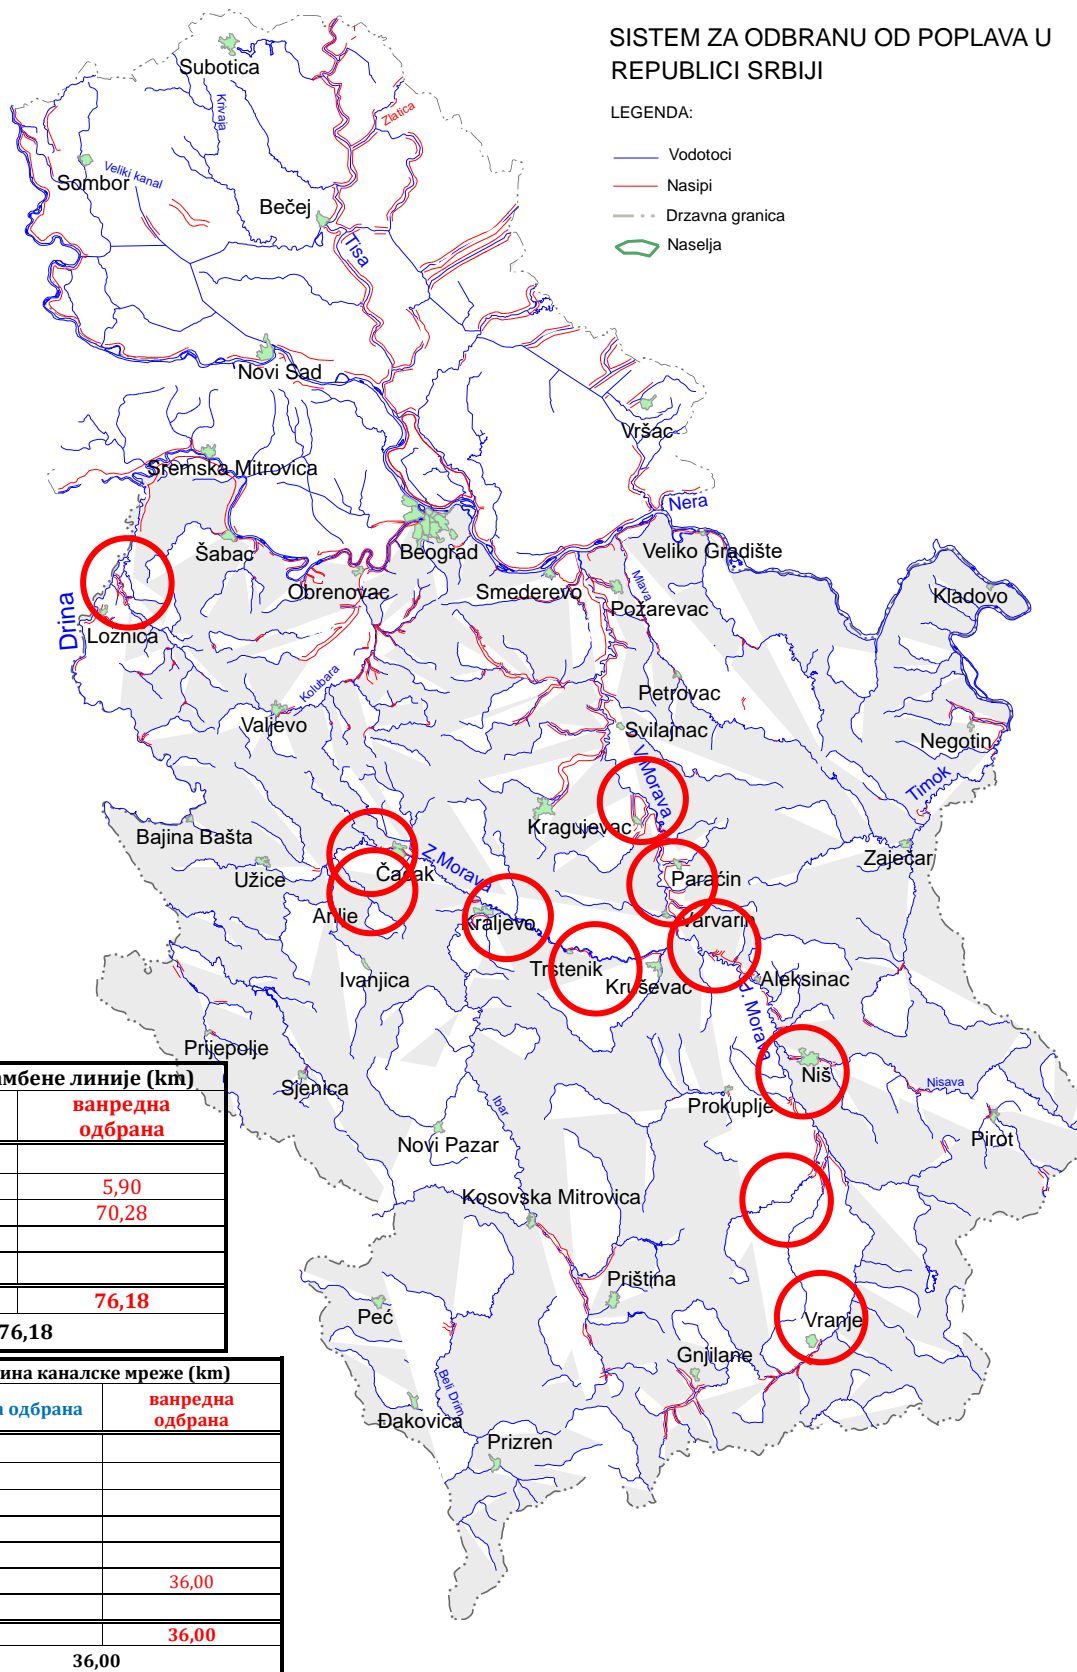 SISTEM ZA ODBRANU OD POPLAVA U
REPUBLICI SRBIJI
LEGENDA:
Vodotoci
Nasipi
Drzavna granica
Naselja
Subotica
Krivaja
Zlatica
Sombor
Veliki kanal
Bečej
Tisa
Novi Sad
Vršac
Sremska Mitrovica
Nera
Šabac
Beograd
Veliko Gradište
Obrenovac
Smederevo
Mlava
Požarevac
Kladovo
Drina
Loznica
Kolubara
Petrovac
Valjevo
Svilajnac
Negotin
V.Morava
Timok
Bajina Bašta
Kragujevac
Zaječar
Užice
Čačak
Z.Morava
Paraćin
Arilje
Kraljevo
Varvarin
Ivanjica
Trstenik
Kruševac
Aleksinac
J. Morava
Prijepolje
Sjenica
Niš
Nisava
Ibar
Prokuplje
Pirot
Novi Pazar
Kosovska Mitrovica
Priština
Peć
Vranje
Gnjilane
Beli Drim
Đakovica
Prizren
мбене линије (km)
ванредна
одбрана
5,90
70,28
76,18
76,18
ина каналске мреже (km)
одбрана
ванредна
одбрана
36,00
36,00
36,00